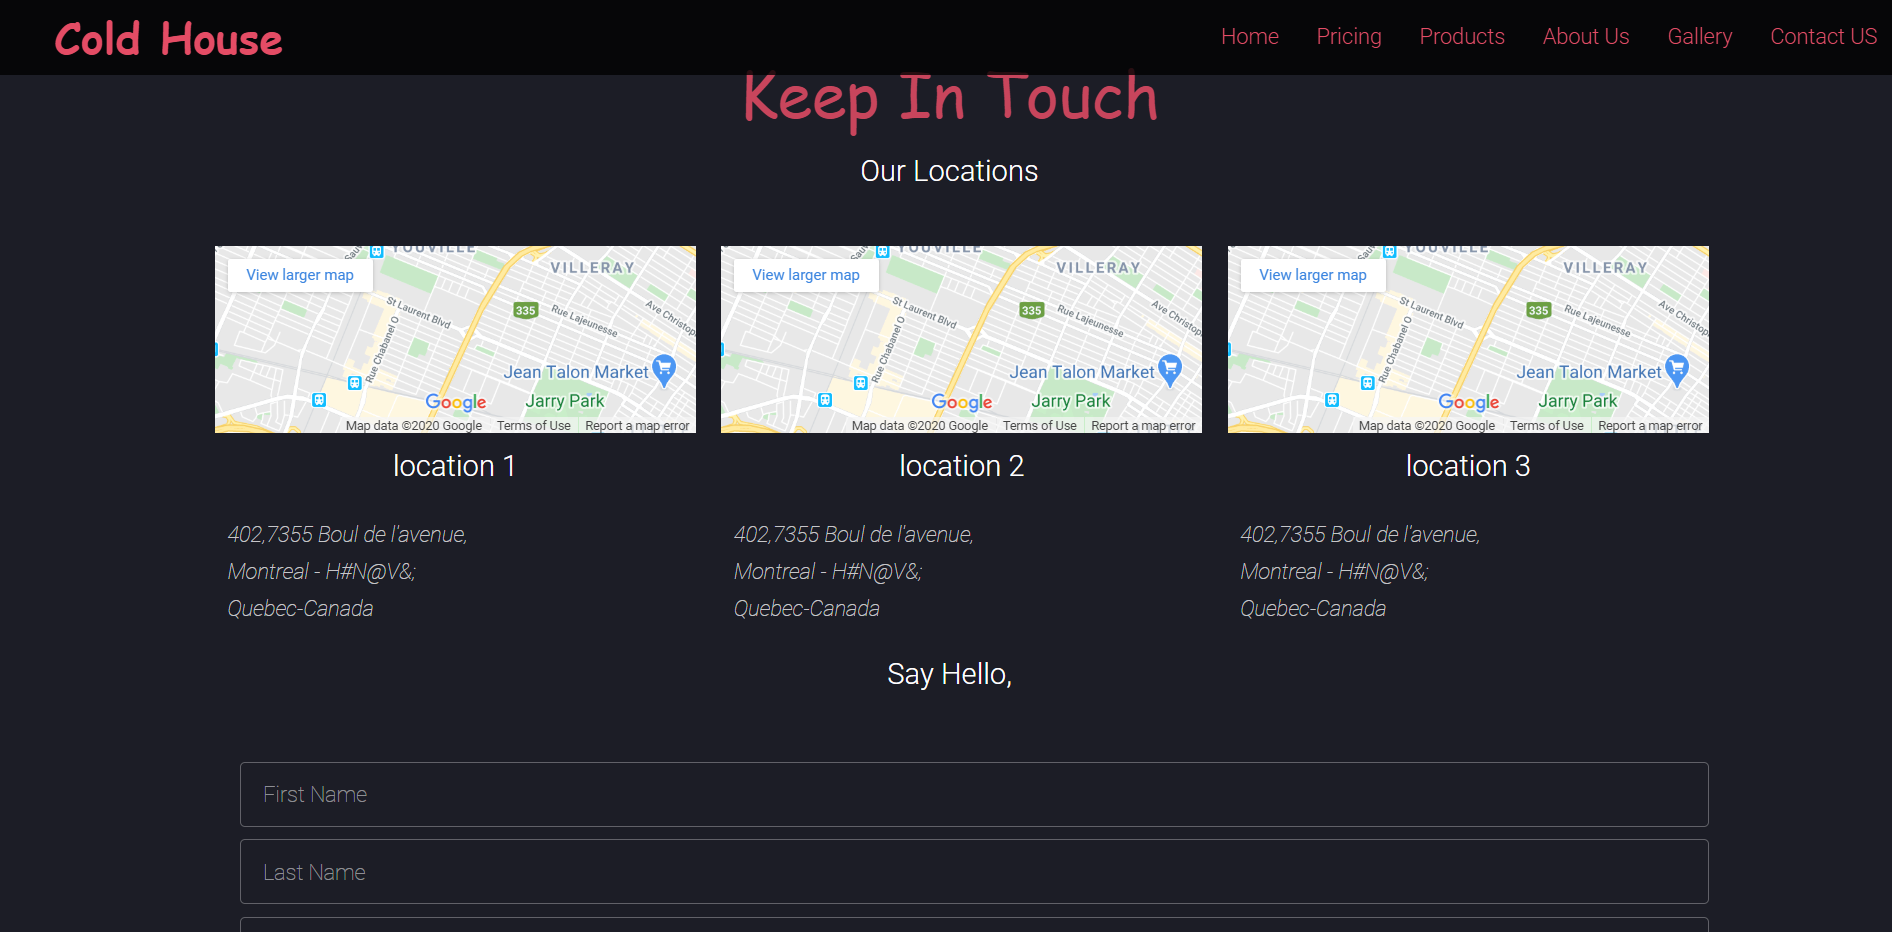 Cold House
Home Pricing Products About Us Gallery Contact US
Keep In Touch
Our Locations
YOUVILLE
View larger map
VILLERAY
St Laurent Blvd
335
Rue Lajeunesse
Ave Christop
Rue Chabanel O
Jean Talon Market
Google
Jarry Park
Map data ©2020 Google Terms of Use Report a map error
YOUVILLE
View larger map
VILLERAY
St Laurent Blvd
335
Rue Lajeunesse
Ave Christop
Rue Chabanel O
Jean Talon Market
Google
Jarry Park
Map data ©2020 Google Terms of Use Report a map error
YOUVILLE
View larger map
VILLERAY
St Laurent Blvd
335
Rue Lajeunesse
Ave Christop
Rue Chabanel O
Jean Talon Market
Google
Jarry Park
Map data ©2020 Google Terms of Use Report a map error
location 1
402,7355 Boul de l'avenue,
Montreal - H#N@V&;
Quebec-Canada
location 2
402,7355 Boul de l'avenue,
Montreal - H#N@V&;
Quebec-Canada
location 3
402,7355 Boul de l'avenue,
Montreal - H#N@V&;
Quebec-Canada
Say Hello,
First Name
Last Name